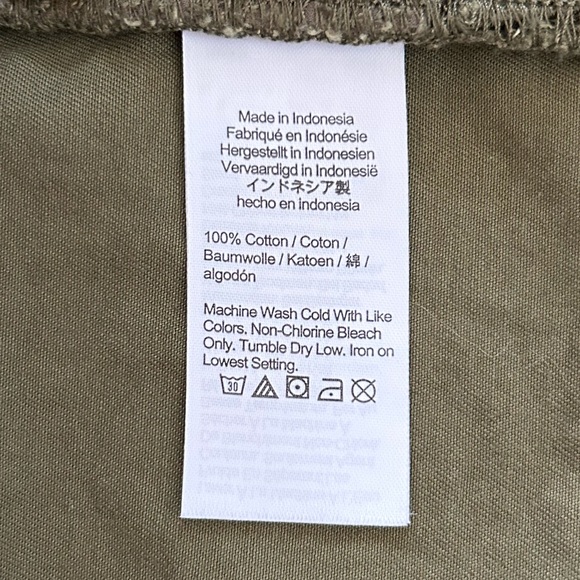 Made in Indonesia
Fabriqué en Indonésie
Hergestellt in Indonesien
Vervaardigd in Indonesië
インドネシア製
hecho en indonesia
100% Cotton / Coton /
Baumwolle / Katoen / 綿 /
algodón
Machine Wash Cold With Like
Colors. Non-Chlorine Bleach
Only. Tumble Dry Low. Iron on
Lowest Setting.
30